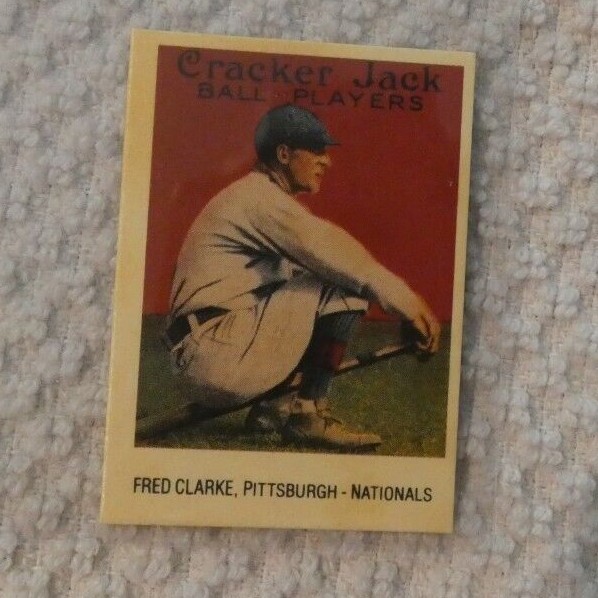 Cracker Jack
BALL PLAYERS
FRED CLARKE, PITTSBURGH - NATIONALS